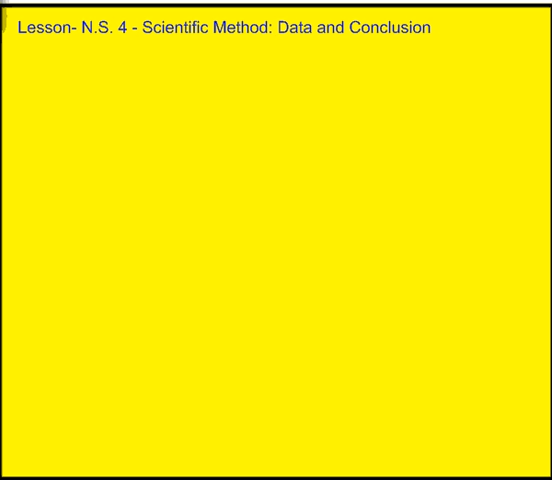 Lesson- N.S. 4 - Scientific Method: Data and Conclusion